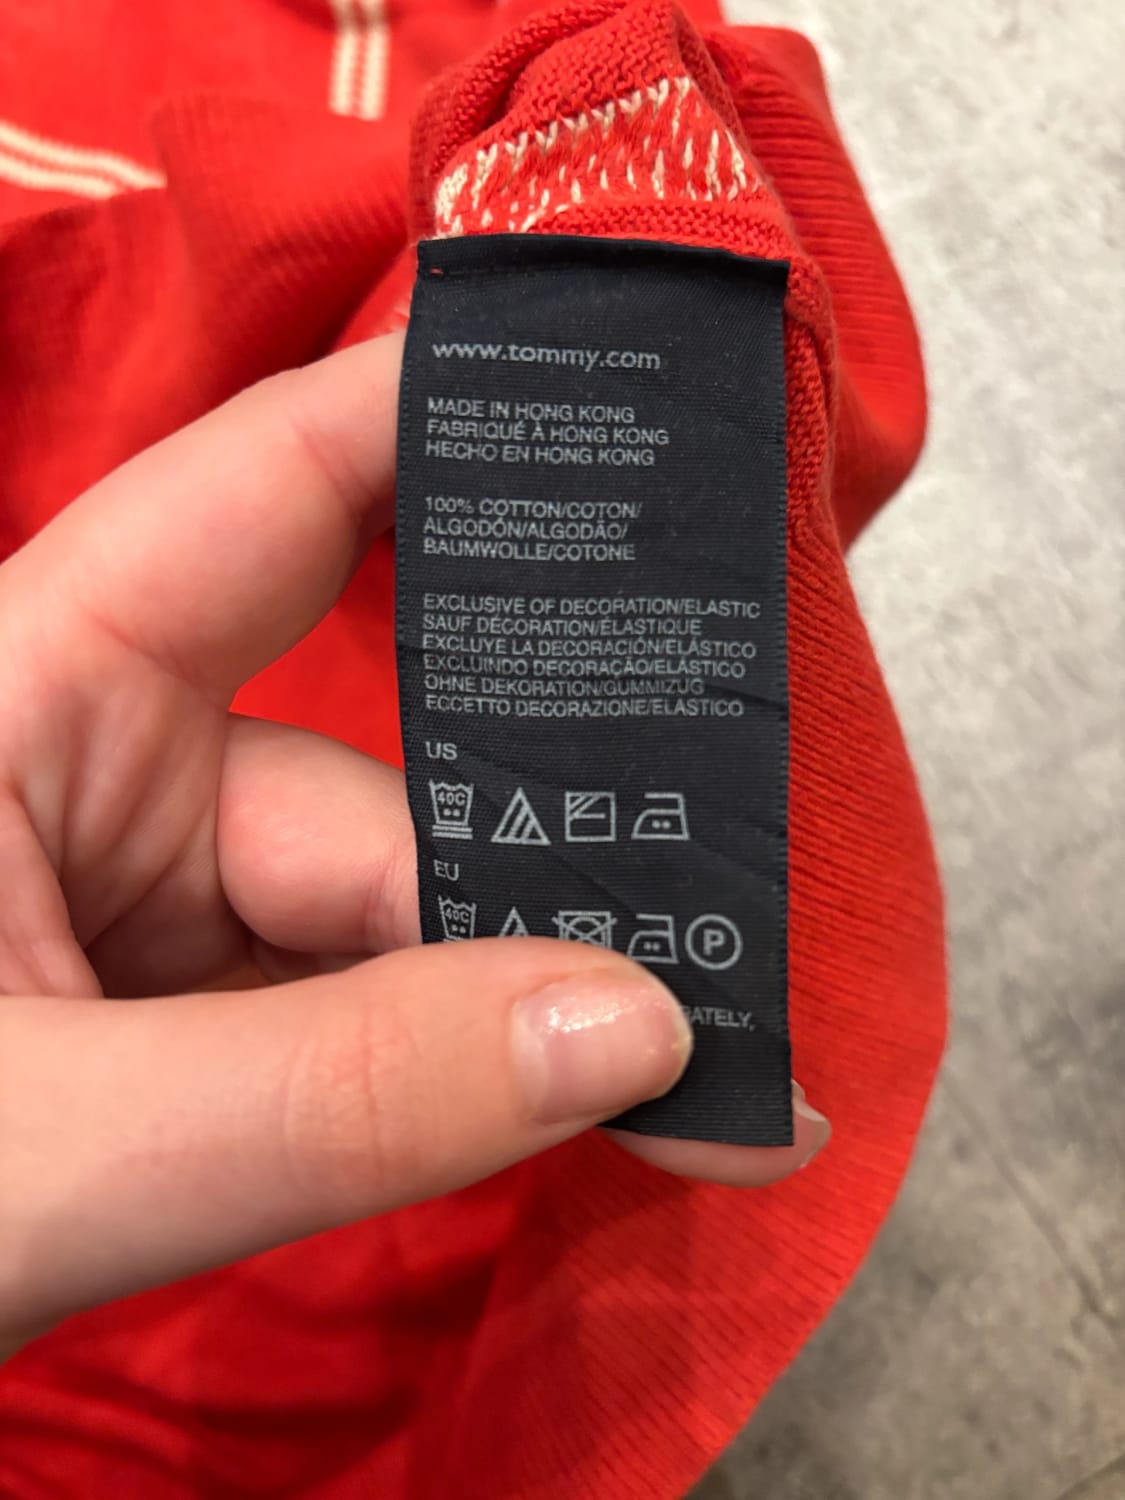 www.tommy.com
MADE IN HONG KONG
FABRIQUÉ À HONG KONG
HECHO EN HONG KONG
100% COTTON/COTON/
ALGODÓN/ALGODÃO/
BAUMWOLLE/COTONE
EXCLUSIVE OF DECORATION/ELASTIC
SAUF DÉCORATION/ÉLASTIQUE
EXCLUYE LA DECORACIÓN/ELÁSTICO
EXCLUINDO DECORAÇÃO/ELÁSTICO
OHNE DEKORATION/GUMMIZUG
ECCETTO DECORAZIONE/ELASTICO
US
40C
EU
40C P